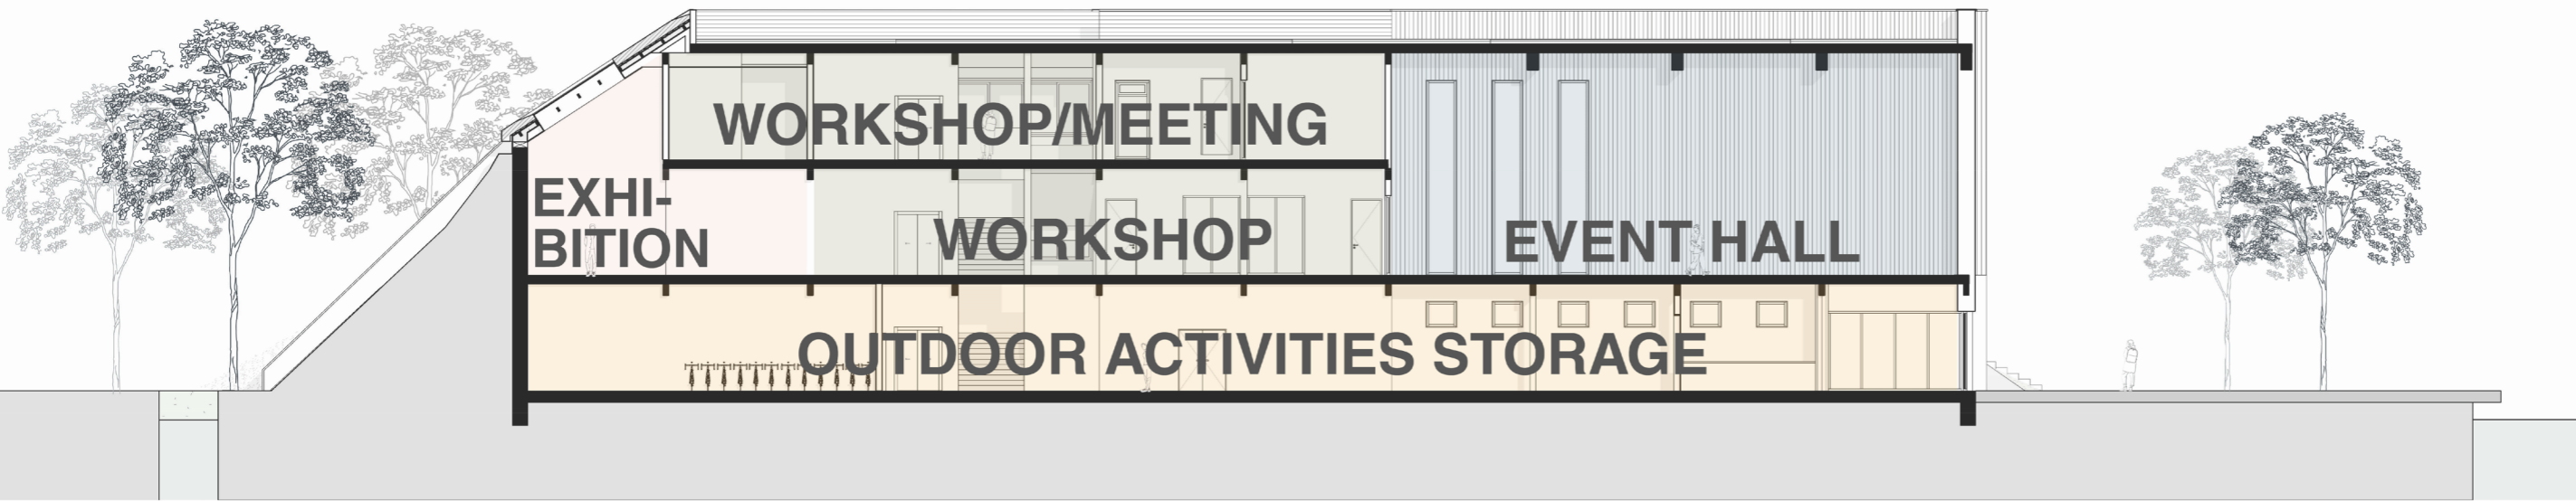 WORKSHOP/MEETING
EXHI-
BITION
WORKSHOP
EVENT HALL
OUTDOOR ACTIVITIES STORAGE